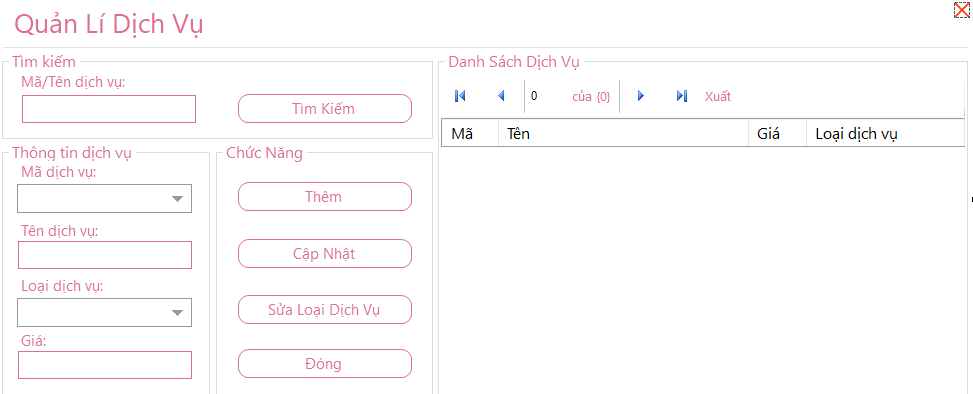 Quản Lí Dịch Vụ
Tìm kiếm
Mã/Tên dịch vụ:
Tìm Kiếm
Thông tin dịch vụ
Mã dịch vụ:
Tên dịch vụ:
Loại dịch vụ:
Giá:
Chức Năng
Thêm
Cập Nhật
Sửa Loại Dịch Vụ
Đóng
Danh Sách Dịch Vụ
0 của {0} Xuất
Mã Tên Giá Loại dịch vụ